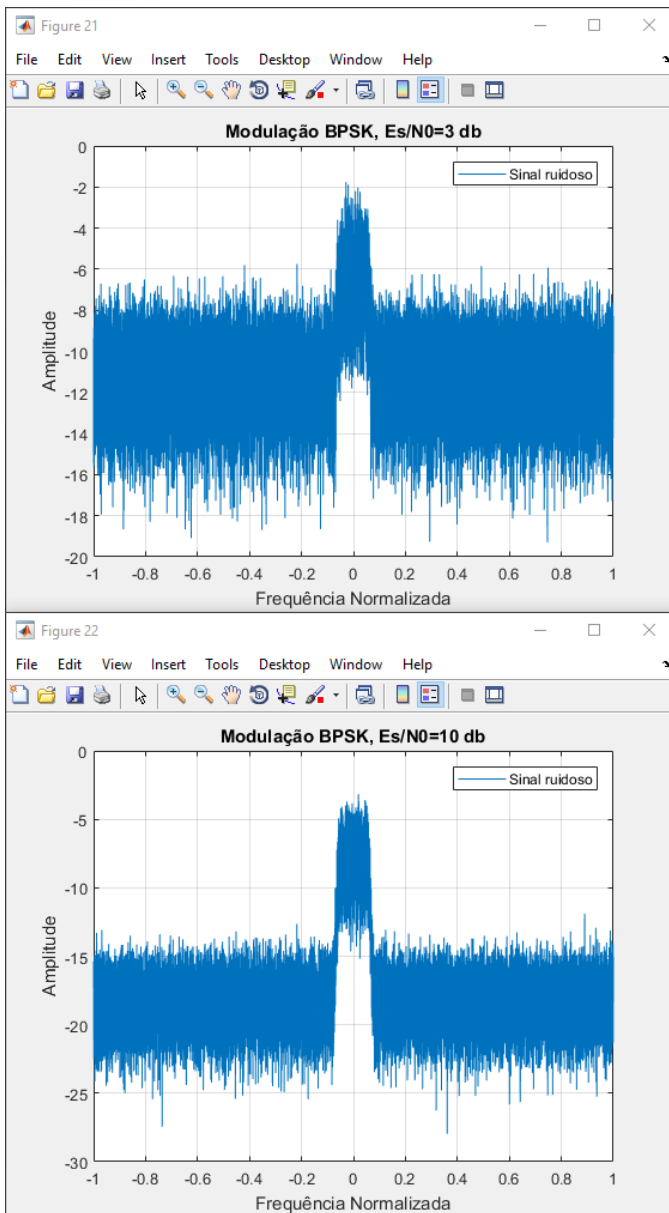 Figure 21
File Edit View Insert Tools Desktop Window Help
Modulação BPSK, Es/N0=3 db
Sinal ruidoso
0
-2
-4
-6
-8
-10
-12
-14
-16
-18
-20
Amplitude
-1 -0.8 -0.6 -0.4 -0.2 0 0.2 0.4 0.6 0.8 1
Frequência Normalizada
Figure 22
File Edit View Insert Tools Desktop Window Help
Modulação BPSK, Es/N0=10 db
Sinal ruidoso
0
-5
-10
-15
-20
-25
-30
Amplitude
-1 -0.8 -0.6 -0.4 -0.2 0 0.2 0.4 0.6 0.8 1
Frequência Normalizada